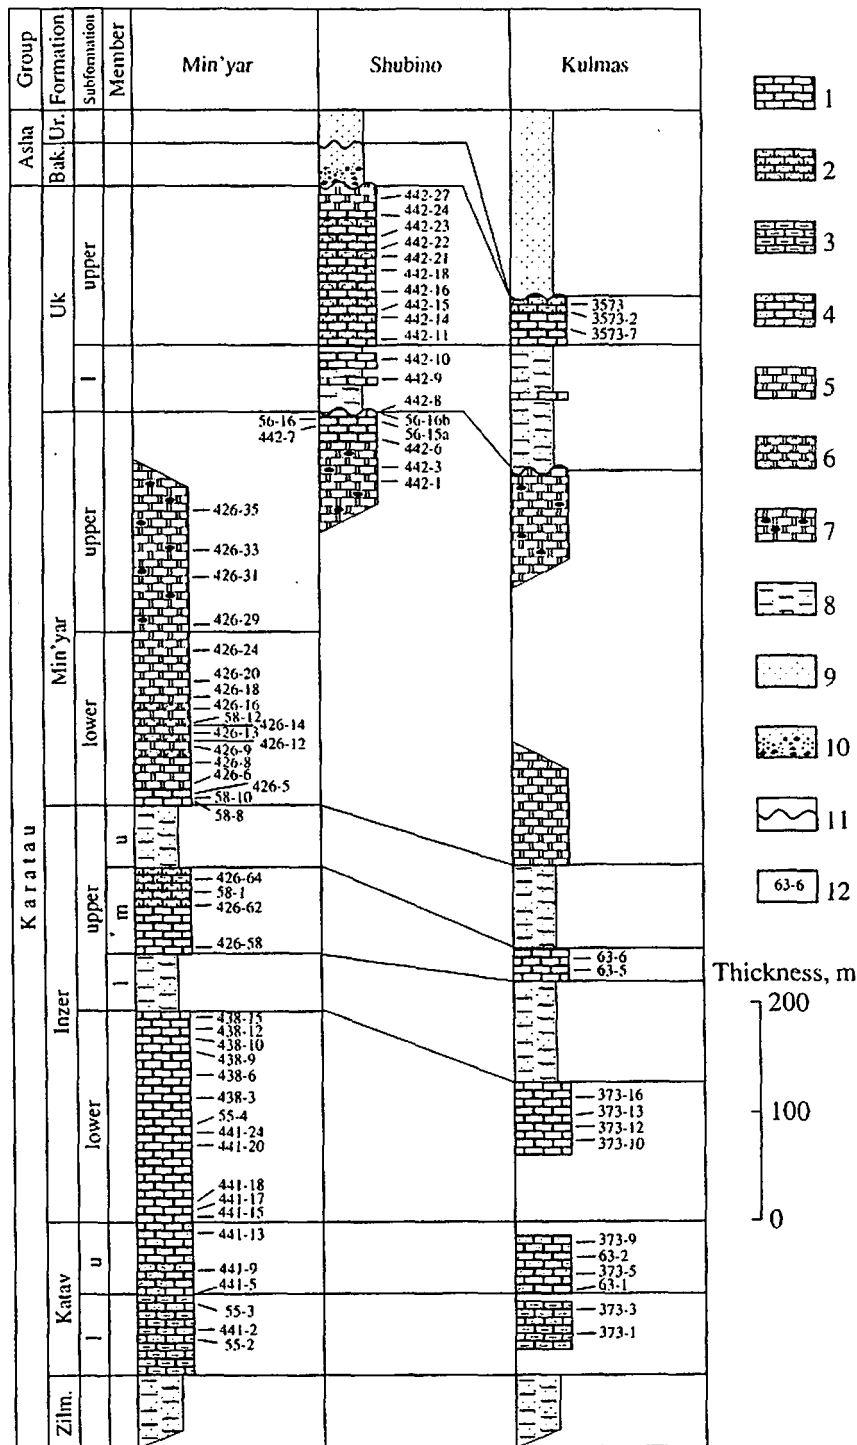 Group
Formation
Subformation
Member
Min'yar
Shubino
Kulmas
Asha
Ur.
Bak.
Karatau
Uk
upper
l
Min'yar
upper
lower
Inzer
upper
u
m
l
lower
Katav
u
l
Zilm.
426-35
426-33
426-31
426-29
426-24
426-20
426-18
426-16
58-12
426-14
426-13
426-12
426-9
426-8
426-6
426-5
58-10
58-8
426-64
58-1
426-62
426-58
438-15
438-12
438-10
438-9
438-6
438-3
55-4
441-24
441-20
441-18
441-17
441-15
441-13
441-9
441-5
55-3
441-2
55-2
442-27
442-24
442-23
442-22
442-21
442-18
442-16
442-15
442-14
442-11
442-10
442-9
442-8
56-16
56-16b
442-7
56-15a
442-6
442-3
442-1
3573
3573-2
3573-7
63-6
63-5
373-16
373-13
373-12
373-10
373-9
63-2
373-5
63-1
373-3
373-1
1
2
3
4
5
6
7
8
9
10
11
63-6 12
Thickness, m
200
100
0